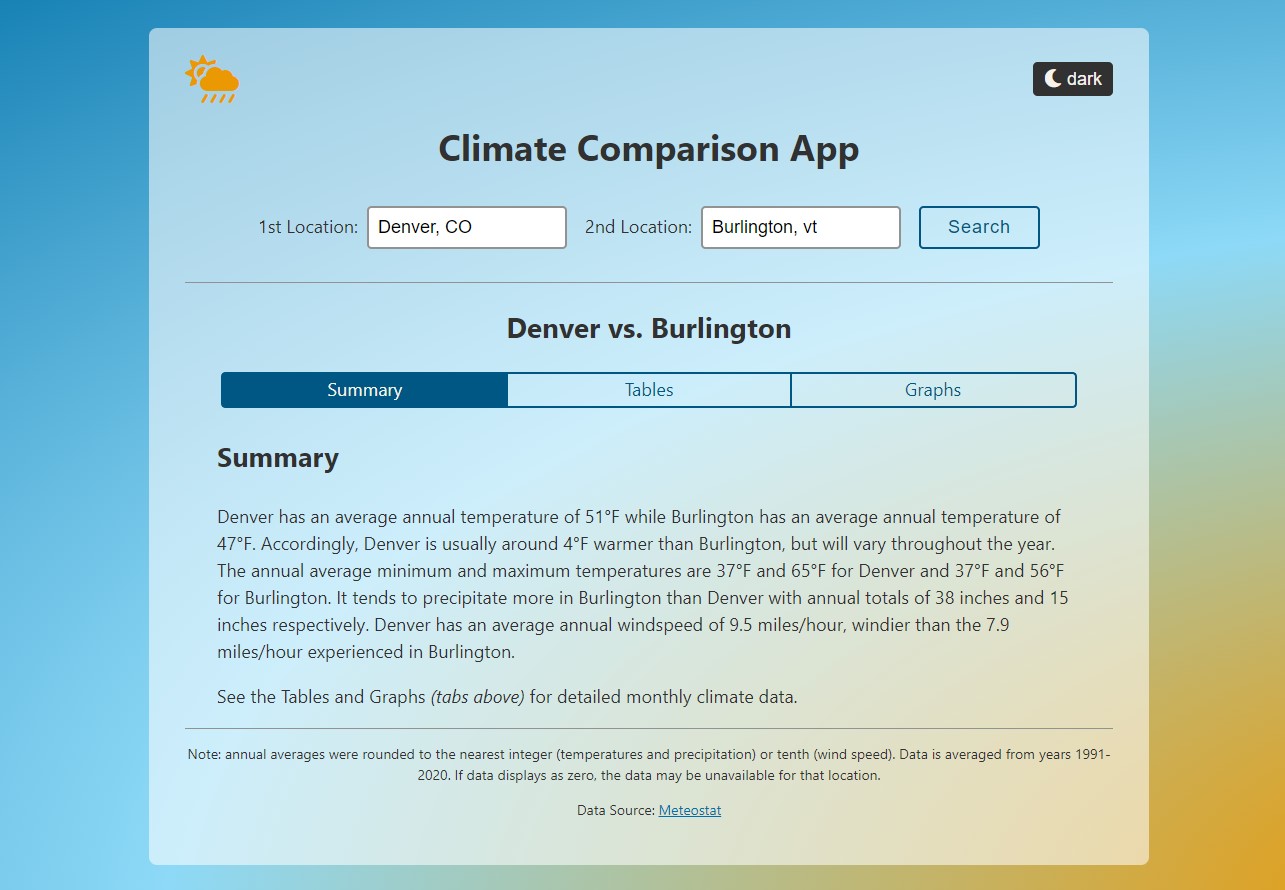 dark
Climate Comparison App
1st Location: Denver, CO 2nd Location: Burlington, vt Search
Denver vs. Burlington
Summary Tables Graphs
Summary
Denver has an average annual temperature of 51°F while Burlington has an average annual temperature of
47°F. Accordingly, Denver is usually around 4°F warmer than Burlington, but will vary throughout the year.
The annual average minimum and maximum temperatures are 37°F and 65°F for Denver and 37°F and 56°F
for Burlington. It tends to precipitate more in Burlington than Denver with annual totals of 38 inches and 15
inches respectively. Denver has an average annual windspeed of 9.5 miles/hour, windier than the 7.9
miles/hour experienced in Burlington.
See the Tables and Graphs (tabs above) for detailed monthly climate data.
Note: annual averages were rounded to the nearest integer (temperatures and precipitation) or tenth (wind speed). Data is averaged from years 1991-
2020. If data displays as zero, the data may be unavailable for that location.
Data Source: Meteostat